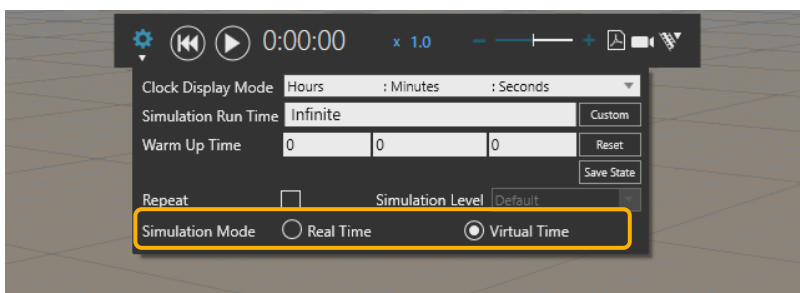 0:00:00 x 1.0
Clock Display Mode Hours : Minutes : Seconds
Simulation Run Time Infinite Custom
Warm Up Time 0 0 0 Reset
Save State
Repeat Simulation Level Default
Simulation Mode Real Time Virtual Time